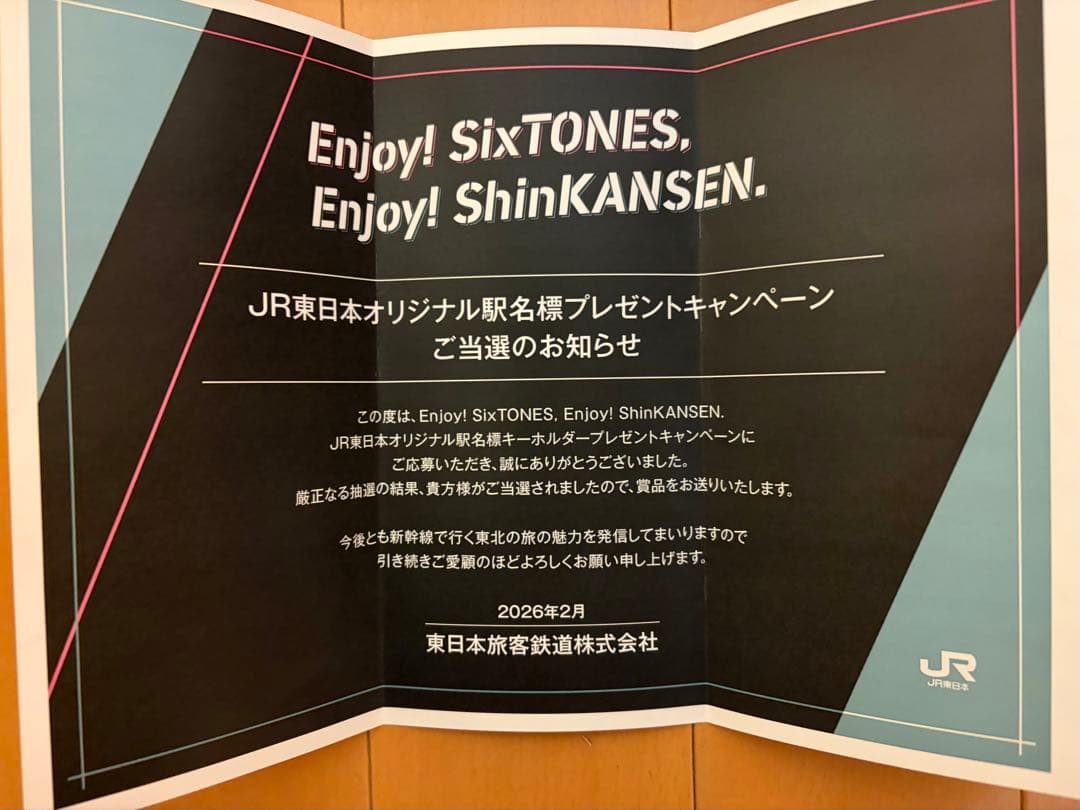 Enjoy! SixTONES,
Enjoy! ShinKANSEN.
JR東日本オリジナル駅名標プレゼントキャンペーン
ご当選のお知らせ
この度は、Enjoy! SixTONES, Enjoy! ShinKANSEN.
JR東日本オリジナル駅名標キーホルダープレゼントキャンペーンに
ご応募いただき、誠にありがとうございました。
厳正なる抽選の結果、貴方様がご当選されましたので、賞品をお送りいたします。
今後とも新幹線で行く東北の旅の魅力を発信してまいりますので
引き続きご愛顧のほどよろしくお願い申し上げます。
2026年2月
東日本旅客鉄道株式会社
JR
JR東日本